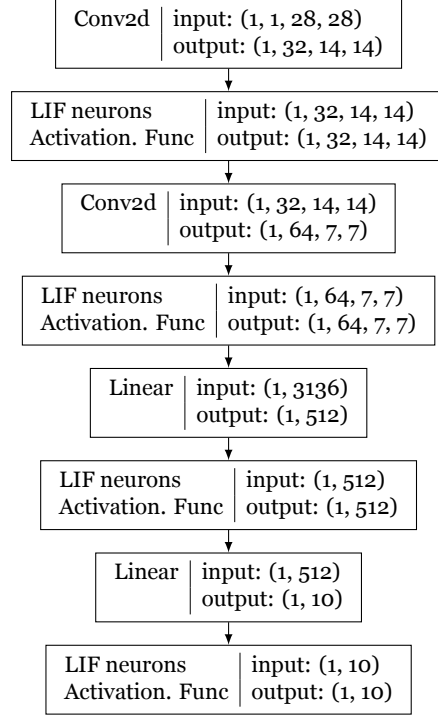 Conv2d input: (1, 1, 28, 28)
output: (1, 32, 14, 14)
LIF neurons input: (1, 32, 14, 14)
Activation. Func output: (1, 32, 14, 14)
Conv2d input: (1, 32, 14, 14)
output: (1, 64, 7, 7)
LIF neurons input: (1, 64, 7, 7)
Activation. Func output: (1, 64, 7, 7)
Linear input: (1, 3136)
output: (1, 512)
LIF neurons input: (1, 512)
Activation. Func output: (1, 512)
Linear input: (1, 512)
output: (1, 10)
LIF neurons input: (1, 10)
Activation. Func output: (1, 10)